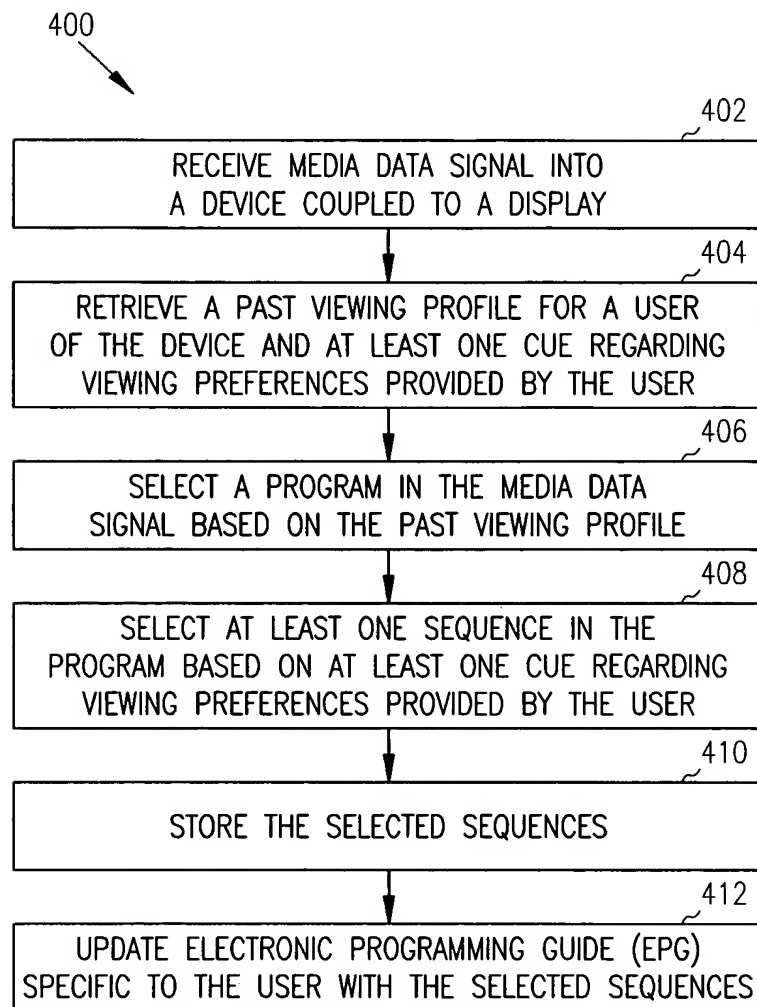 400
402
RECEIVE MEDIA DATA SIGNAL INTO
A DEVICE COUPLED TO A DISPLAY
404
RETRIEVE A PAST VIEWING PROFILE FOR A USER
OF THE DEVICE AND AT LEAST ONE CUE REGARDING
VIEWING PREFERENCES PROVIDED BY THE USER
406
SELECT A PROGRAM IN THE MEDIA DATA
SIGNAL BASED ON THE PAST VIEWING PROFILE
408
SELECT AT LEAST ONE SEQUENCE IN THE
PROGRAM BASED ON AT LEAST ONE CUE REGARDING
VIEWING PREFERENCES PROVIDED BY THE USER
410
STORE THE SELECTED SEQUENCES
412
UPDATE ELECTRONIC PROGRAMMING GUIDE (EPG)
SPECIFIC TO THE USER WITH THE SELECTED SEQUENCES